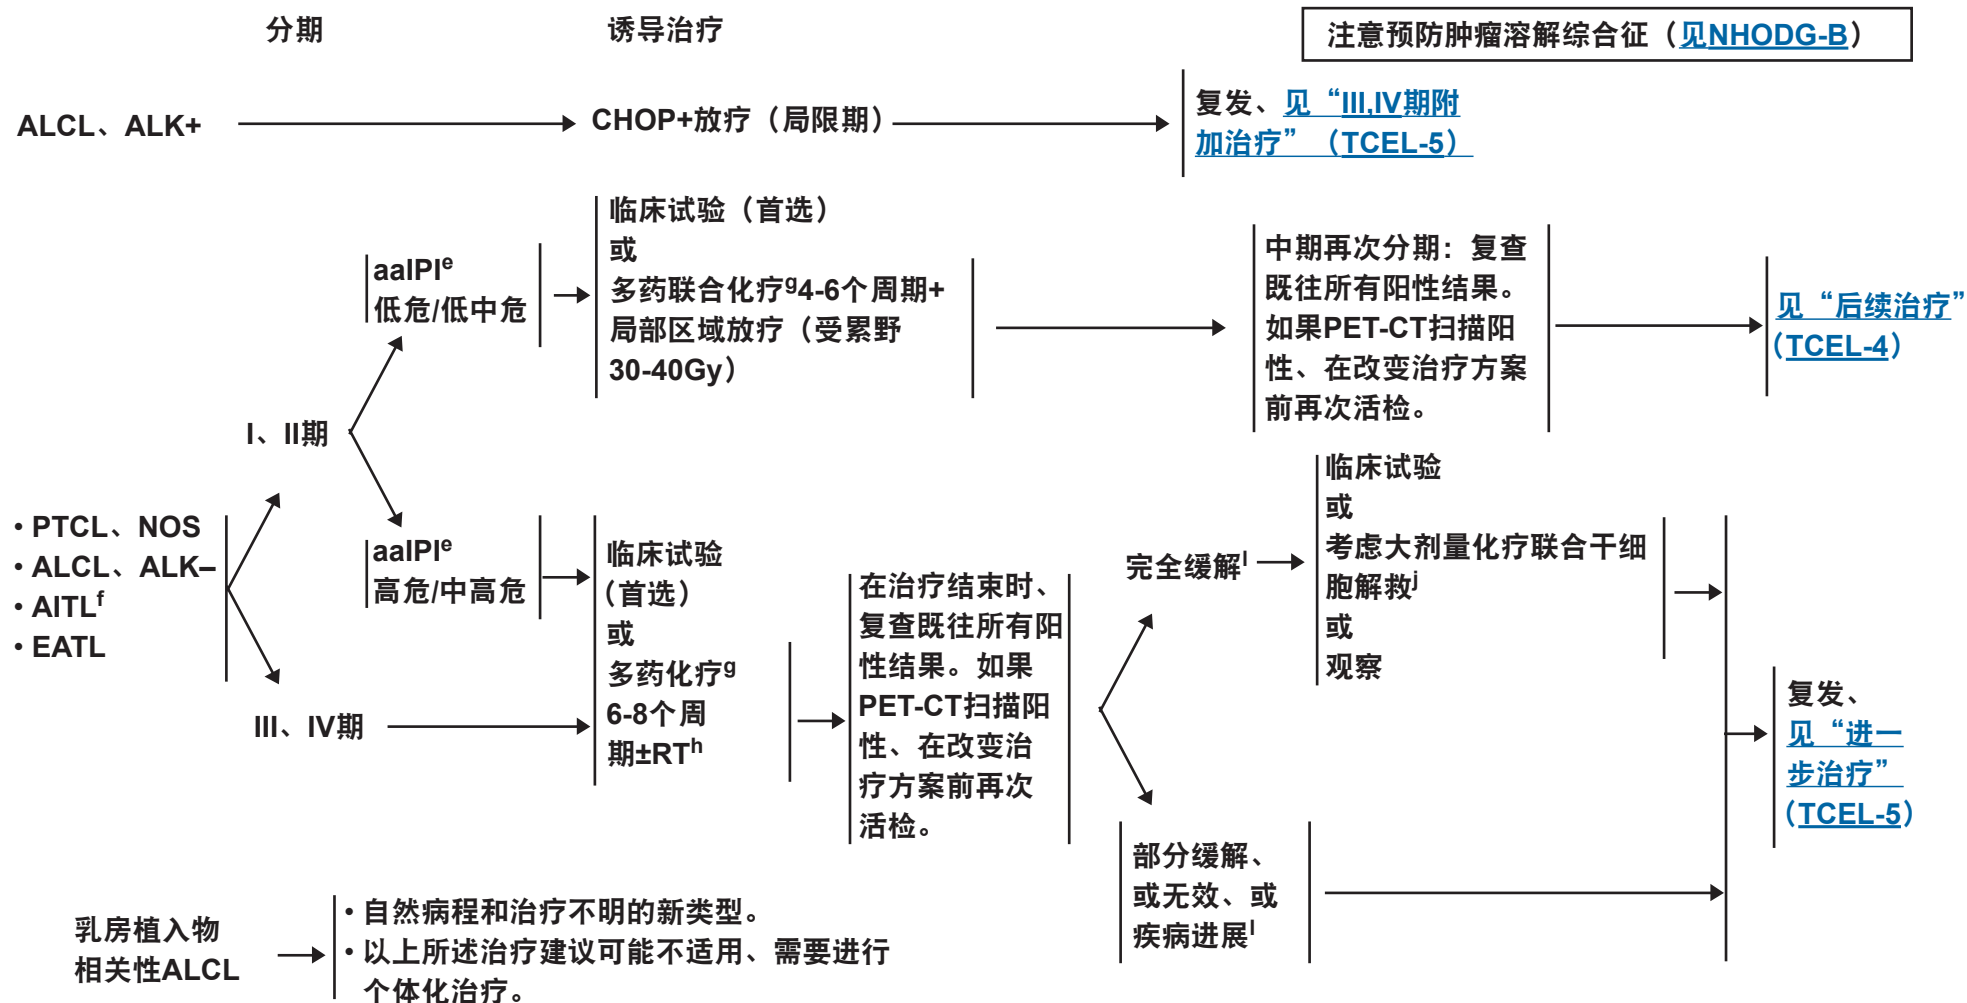 分期
诱导治疗
注意预防肿瘤溶解综合征（见NHODG-B）
ALCL、ALK+
CHOP+放疗（局限期）
复发、见“III,IV期附
加治疗”（TCEL-5）
• PTCL、NOS
• ALCL、ALK–
• AITLf
• EATL
I、II期
aaIPIe
低危/低中危
临床试验（首选）
或
多药联合化疗g4-6个周期+
局部区域放疗（受累野
30-40Gy）
中期再次分期：复查
既往所有阳性结果。
如果PET-CT扫描阳
性、在改变治疗方案
前再次活检。
见“后续治疗”
（TCEL-4）
aaIPIe
高危/中高危
III、IV期
临床试验
（首选）
或
多药化疗g
6-8个周
期±RTh
在治疗结束时、
复查既往所有阳
性结果。如果
PET-CT扫描阳
性、在改变治
疗方案前再次
活检。
完全缓解l
临床试验
或
考虑大剂量化疗联合干细
胞解救j
或
观察
部分缓解、
或无效、或
疾病进展l
复发、
见“进一
步治疗”
（TCEL-5）
乳房植入物
相关性ALCL
• 自然病程和治疗不明的新类型。
• 以上所述治疗建议可能不适用、需要进行
个体化治疗。